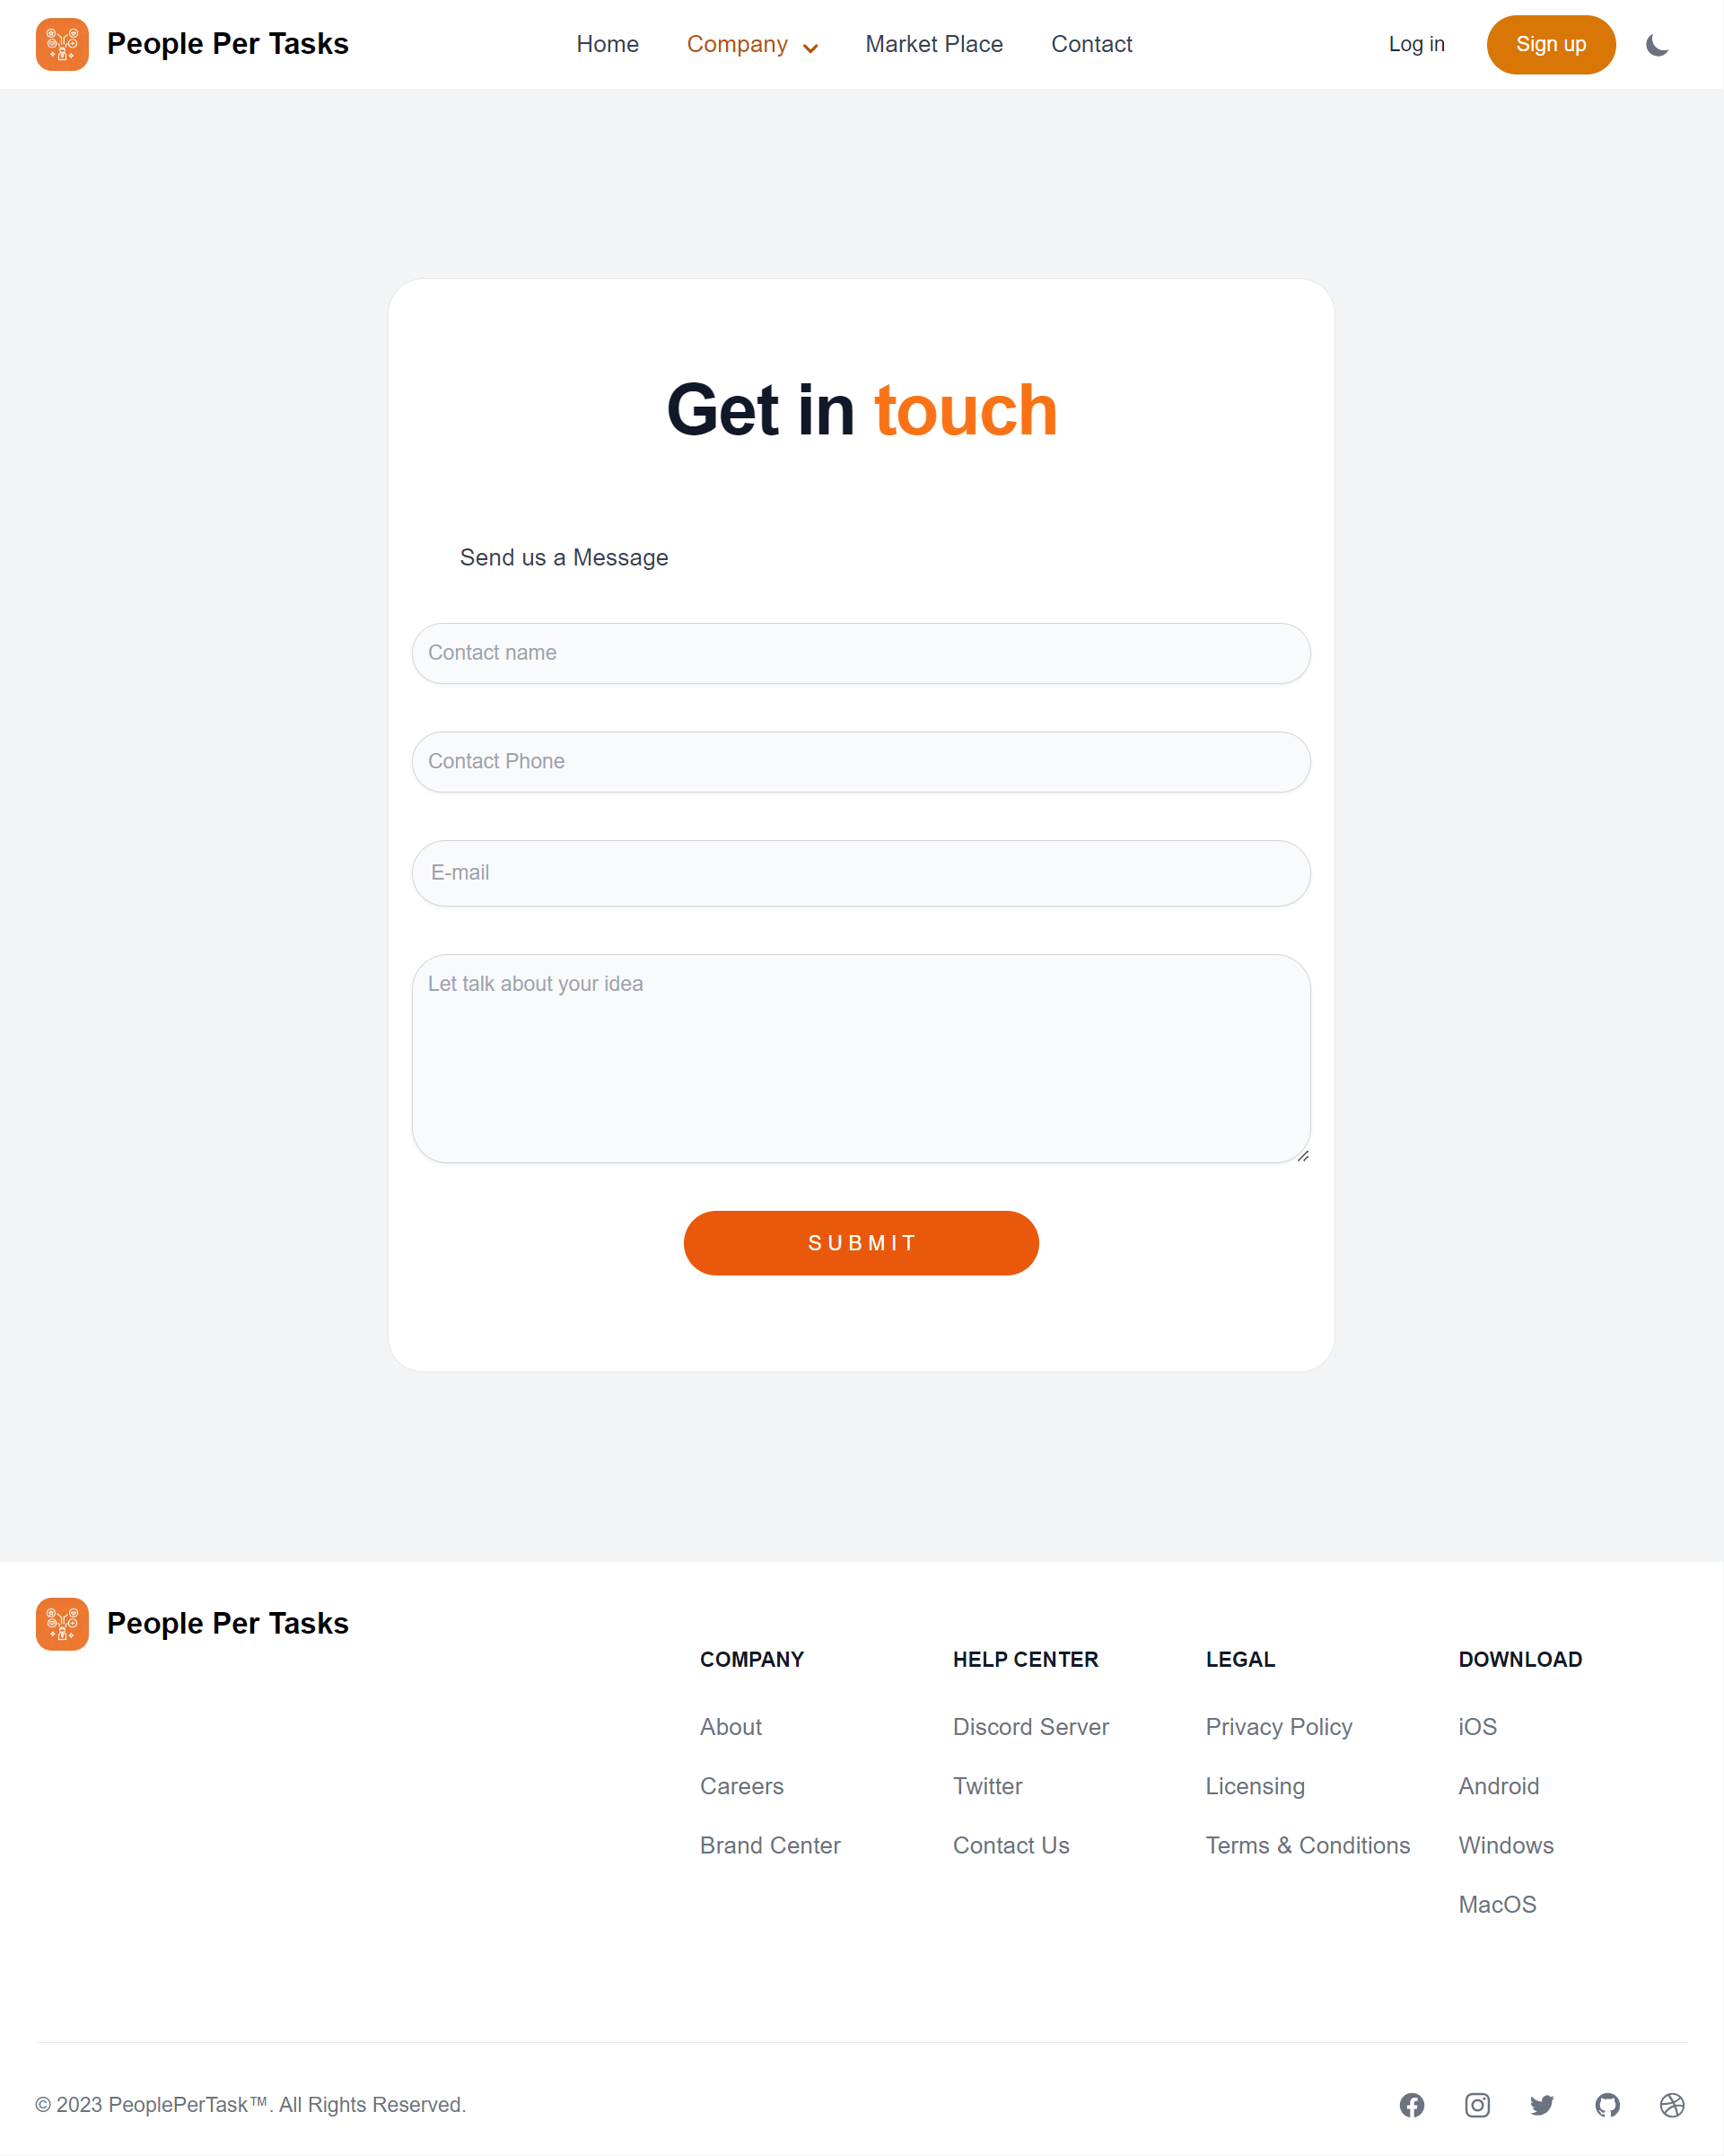 People Per Tasks
Home
Company
Market Place
Contact
Log in
Sign up
Get in touch
Send us a Message
Contact name
Contact Phone
E-mail
Let talk about your idea
SUBMIT
People Per Tasks
COMPANY
About
Careers
Brand Center
HELP CENTER
Discord Server
Twitter
Contact Us
LEGAL
Privacy Policy
Licensing
Terms & Conditions
DOWNLOAD
iOS
Android
Windows
MacOS
© 2023 PeoplePerTask™. All Rights Reserved.